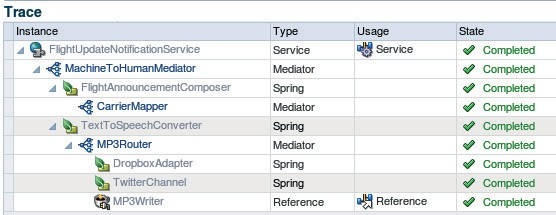 Trace
Instance Type Usage State
FlightUpdateNotificationService Service Service Completed
MachineToHumanMediator Mediator Completed
FlightAnnouncementComposer Spring Completed
CarrierMapper Mediator Completed
TextToSpeechConverter Spring Completed
MP3Router Mediator Completed
DropboxAdapter Spring Completed
TwitterChannel Spring Completed
MP3Writer Reference Reference Completed